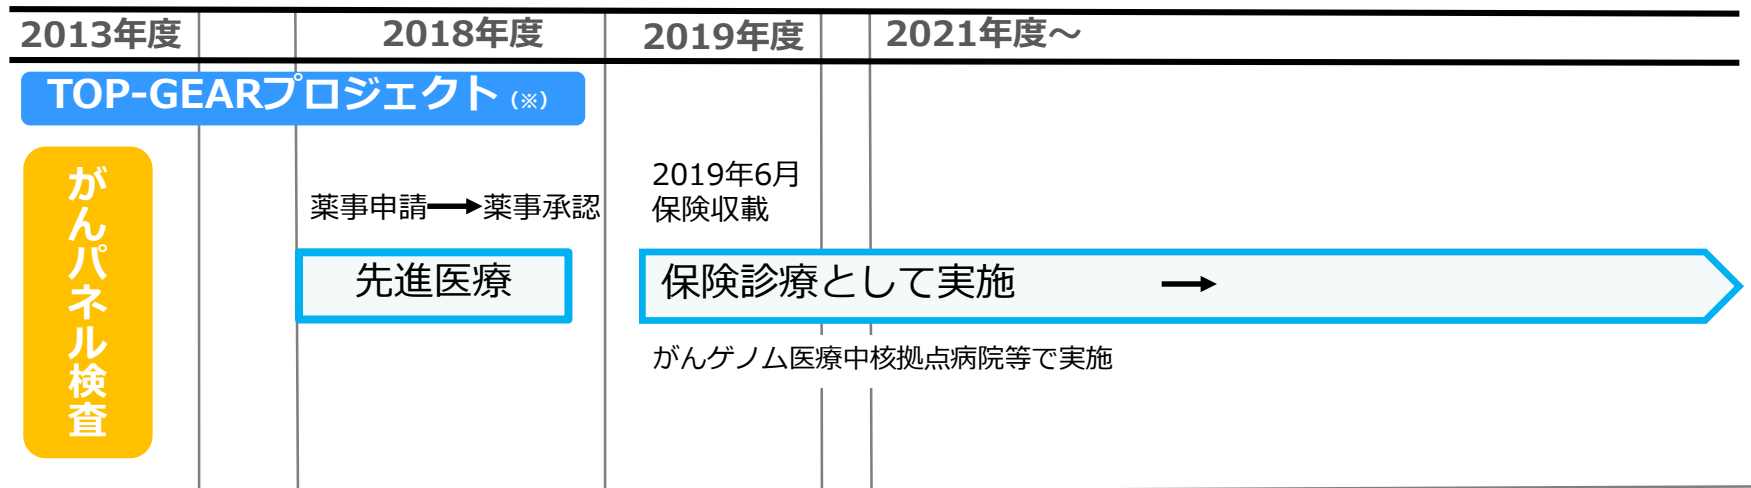 2013年度 2018年度 2019年度 2021年度～
TOP-GEARプロジェクト（※）
がんパネル検査
薬事申請→薬事承認
2019年6月
保険収載
先進医療
保険診療として実施 →
がんゲノム医療中核拠点病院等で実施